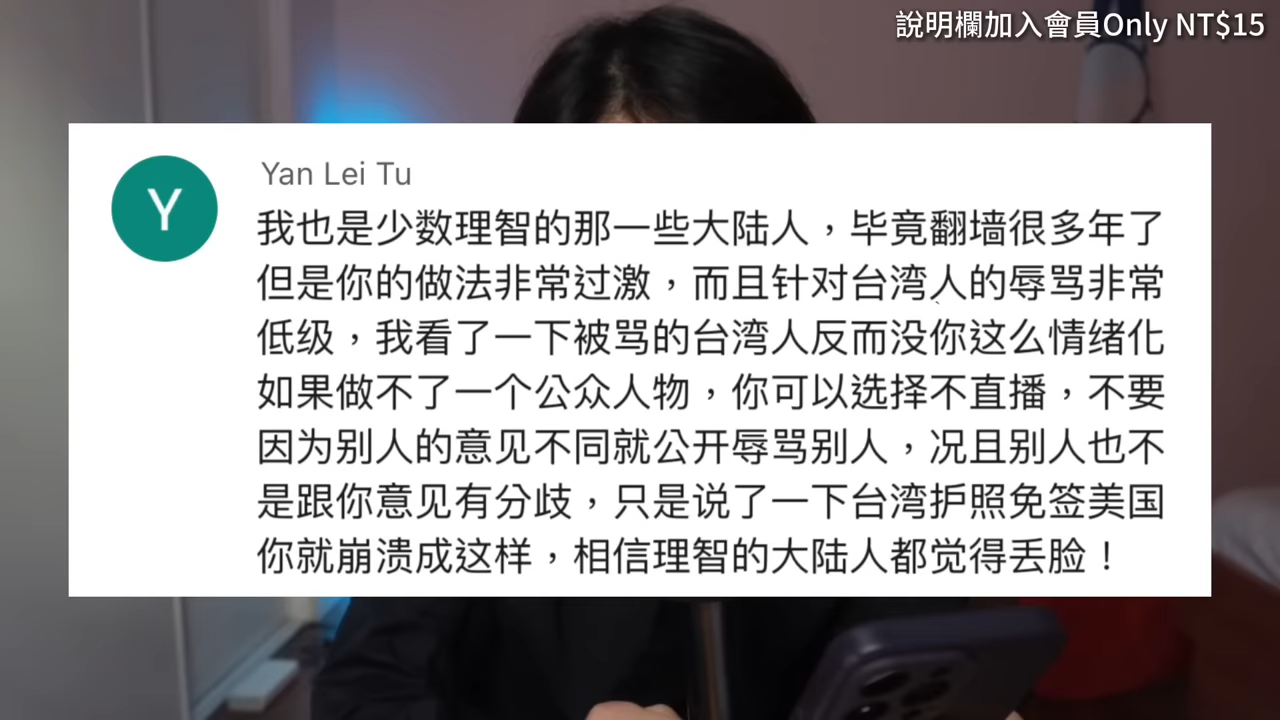 說明欄加入會員Only NT$15
Y
Yan Lei Tu
我也是少数理智的那一些大陆人，毕竟翻墙很多年了
但是你的做法非常过激，而且针对台湾人的辱骂非常
低级，我看了一下被骂的台湾人反而没你这么情绪化
如果做不了一个公众人物，你可以选择不直播，不要
因为别人的意见不同就公开辱骂别人，况且别人也不
是跟你意见有分歧，只是说了一下台湾护照免签美国
你就崩溃成这样，相信理智的大陆人都觉得丢脸！